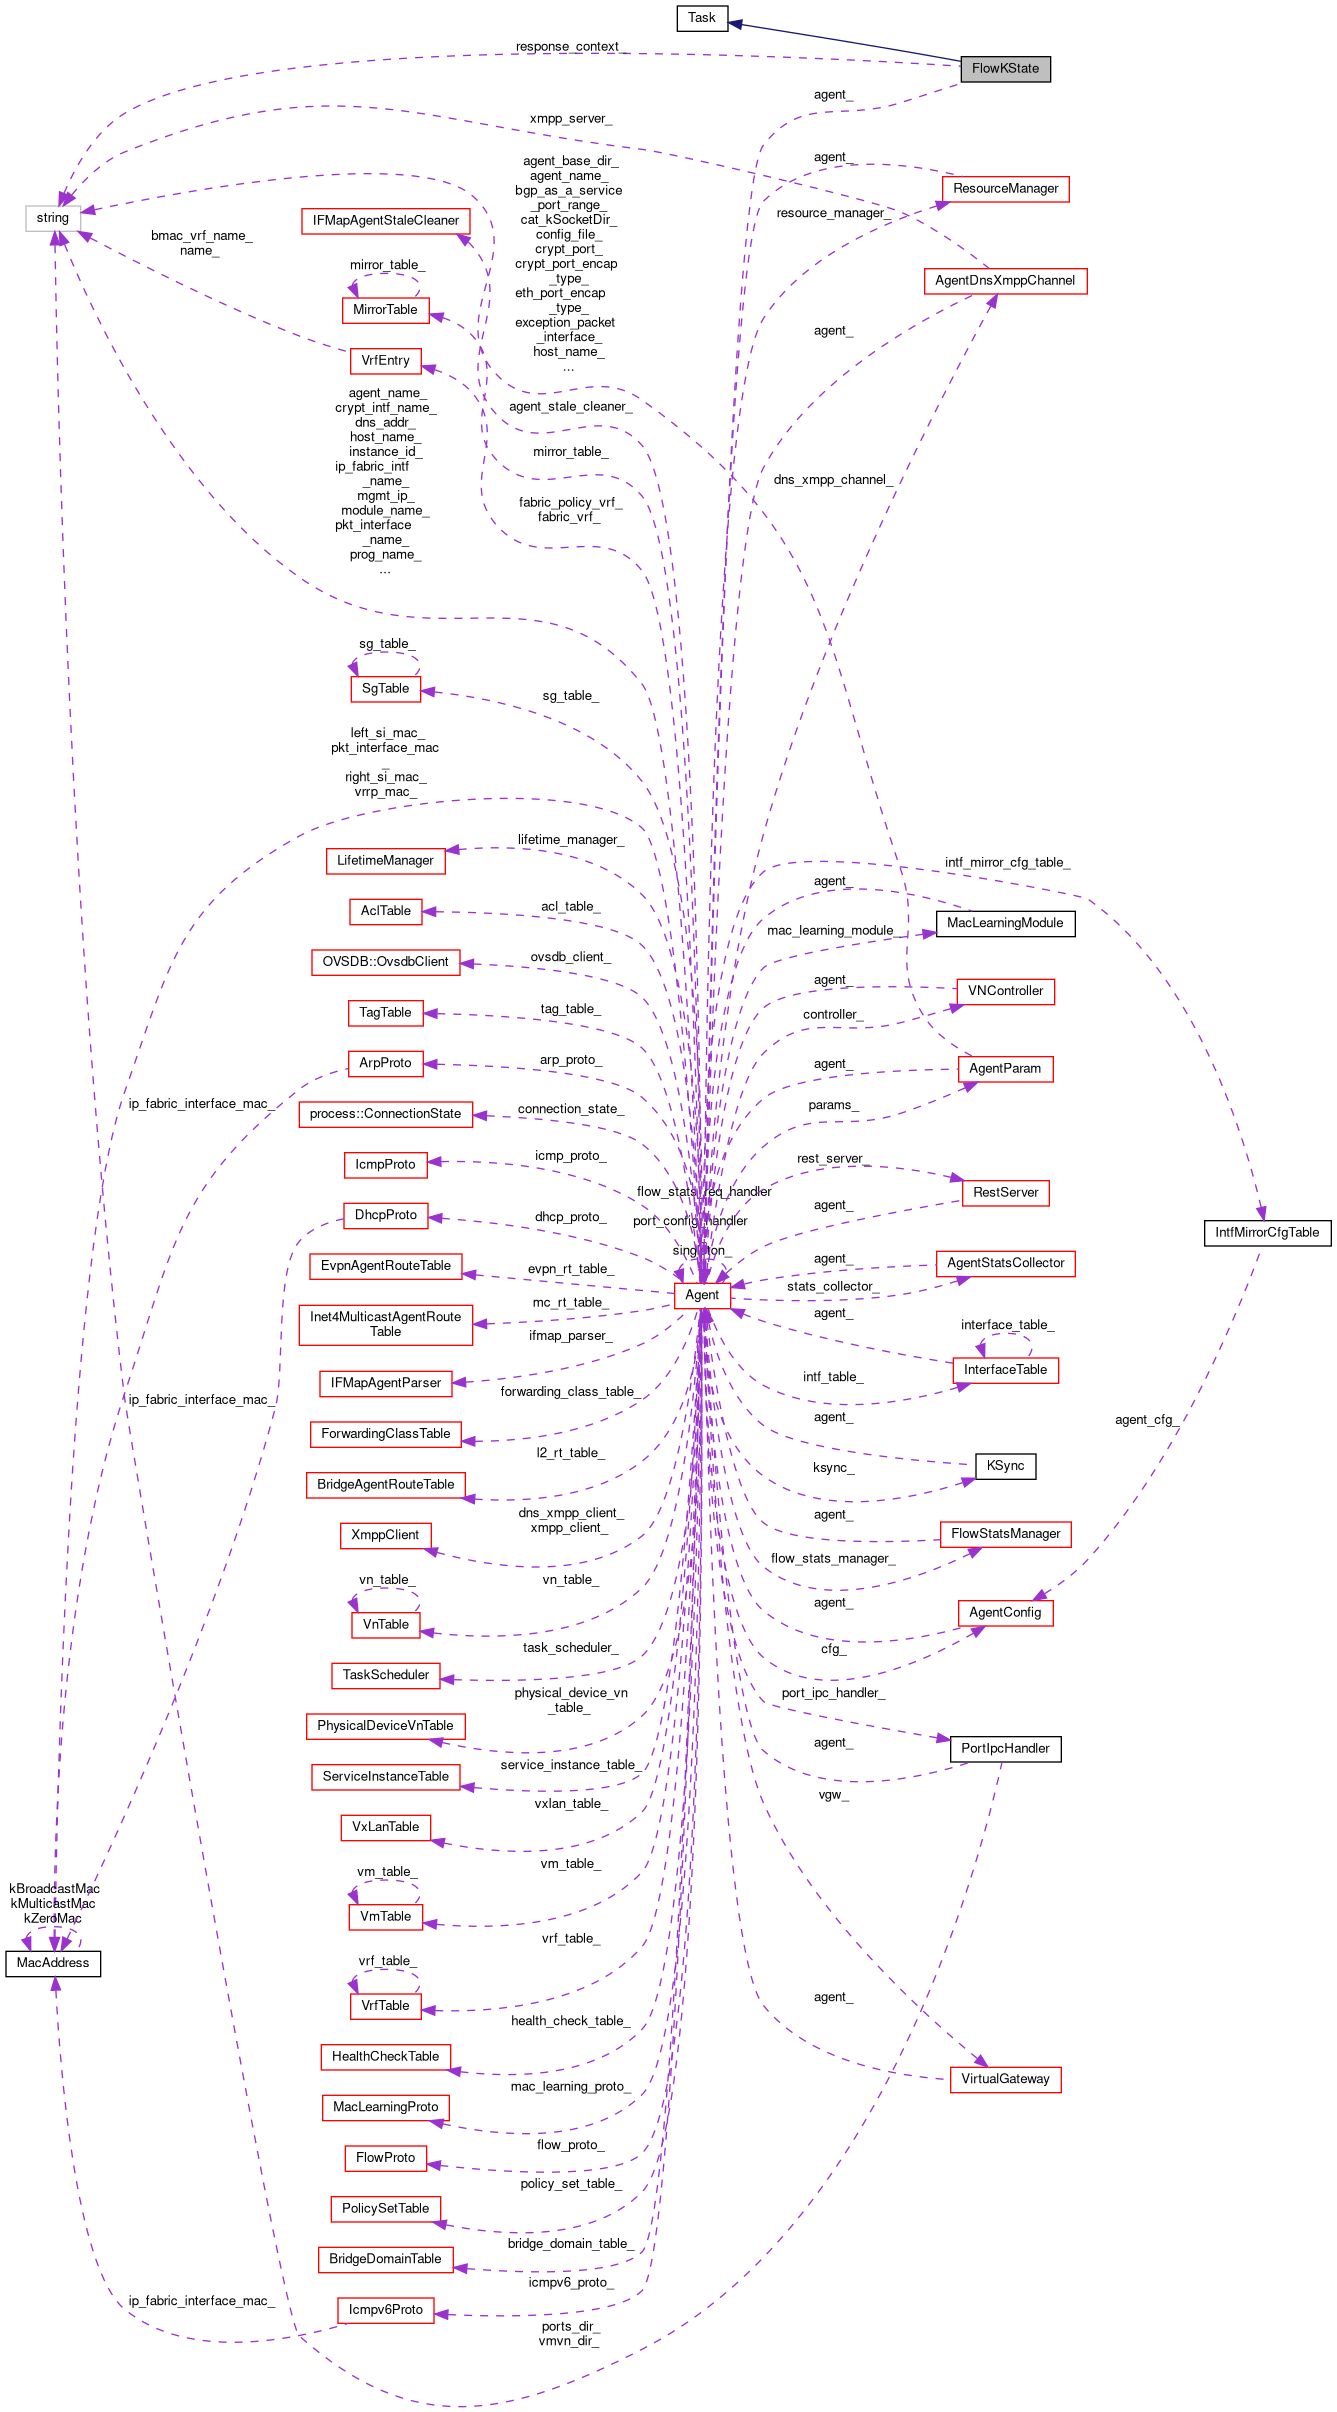 Task
response_context_
FlowKState
agent_
xmpp_server_
agent_base_dir_
agent_name_
bgp_as_a_service
_port_range_
cat_kSocketDir_
config_file_
crypt_port_
crypt_port_encap
_type_
eth_port_encap
_type_
exception_packet
_interface_
host_name_
...
agent_
ResourceManager
resource_manager_
string
IFMapAgentStaleCleaner
bmac_vrf_name_
name_
mirror_table_
MirrorTable
AgentDnsXmppChannel
agent_
VrfEntry
agent_name_
crypt_intf_name_
dns_addr_
host_name_
instance_id_
ip_fabric_intf
_name_
mgmt_ip_
module_name_
pkt_interface
_name_
prog_name_
...
agent_stale_cleaner_
mirror_table_
dns_xmpp_channel_
fabric_policy_vrf_
fabric_vrf_
sg_table_
SgTable
sg_table_
left_si_mac_
pkt_interface_mac
_
right_si_mac_
vrrp_mac_
lifetime_manager_
LifetimeManager
intf_mirror_cfg_table_
agent_
acl_table_
AclTable
mac_learning_module_
MacLearningModule
ovsdb_client_
OVSDB::OvsdbClient
agent_
VNController
tag_table_
TagTable
controller_
arp_proto_
ArpProto
agent_
AgentParam
ip_fabric_interface_mac_
connection_state_
process::ConnectionState
params_
icmp_proto_
IcmpProto
rest_server_
RestServer
flow_stats_req_handler
port_config_handler
singleton_
dhcp_proto_
DhcpProto
agent_
IntfMirrorCfgTable
evpn_rt_table_
EvpnAgentRouteTable
Agent
agent_
AgentStatsCollector
stats_collector_
mc_rt_table_
Inet4MulticastAgentRoute
Table
agent_
interface_table_
InterfaceTable
ifmap_parser_
IFMapAgentParser
intf_table_
ip_fabric_interface_mac_
forwarding_class_table_
ForwardingClassTable
agent_
agent_cfg_
l2_rt_table_
BridgeAgentRouteTable
ksync_
KSync
dns_xmpp_client_
xmpp_client_
XmppClient
agent_
FlowStatsManager
flow_stats_manager_
vn_table_
VnTable
vn_table_
agent_
AgentConfig
task_scheduler_
TaskScheduler
cfg_
physical_device_vn
_table_
PhysicalDeviceVnTable
port_ipc_handler_
PortIpcHandler
agent_
service_instance_table_
ServiceInstanceTable
vgw_
vxlan_table_
VxLanTable
vm_table_
VmTable
vm_table_
kBroadcastMac
kMulticastMac
kZeroMac
MacAddress
vrf_table_
VrfTable
vrf_table_
agent_
health_check_table_
HealthCheckTable
VirtualGateway
mac_learning_proto_
MacLearningProto
flow_proto_
FlowProto
policy_set_table_
PolicySetTable
bridge_domain_table_
BridgeDomainTable
icmpv6_proto_
Icmpv6Proto
ip_fabric_interface_mac_
ports_dir_
vmvn_dir_